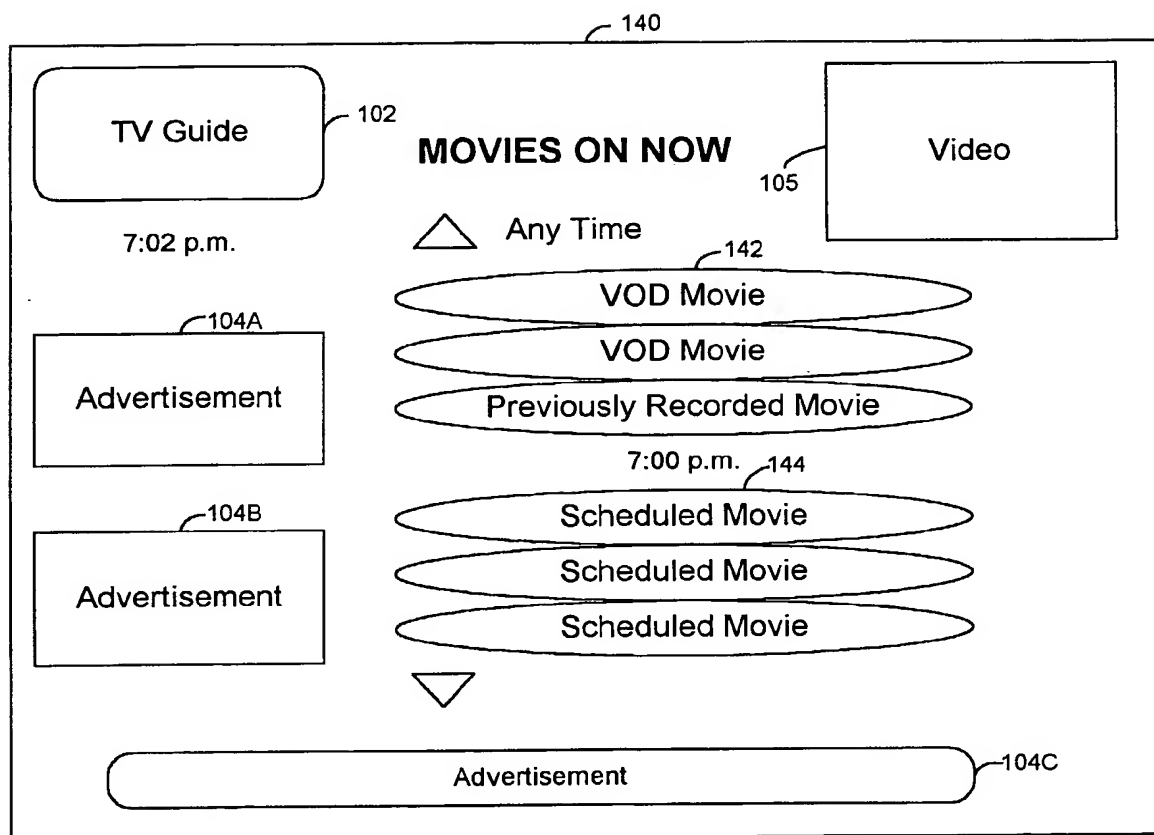 140
TV Guide
102
MOVIES ON NOW
Video
105
7:02 p.m.
Any Time
142
VOD Movie
VOD Movie
Previously Recorded Movie
104A
Advertisement
7:00 p.m.
144
Scheduled Movie
Scheduled Movie
Scheduled Movie
104B
Advertisement
Advertisement
104C